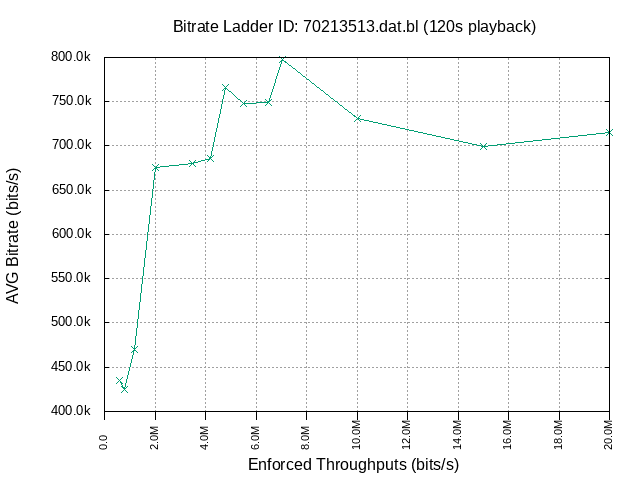 Bitrate Ladder ID: 70213513.dat.bl (120s playback)
800.0k
750.0k
700.0k
650.0k
600.0k
550.0k
500.0k
450.0k
400.0k
AVG Bitrate (bits/s)
0.0
2.0M
4.0M
6.0M
8.0M
10.0M
12.0M
14.0M
16.0M
18.0M
20.0M
Enforced Throughputs (bits/s)